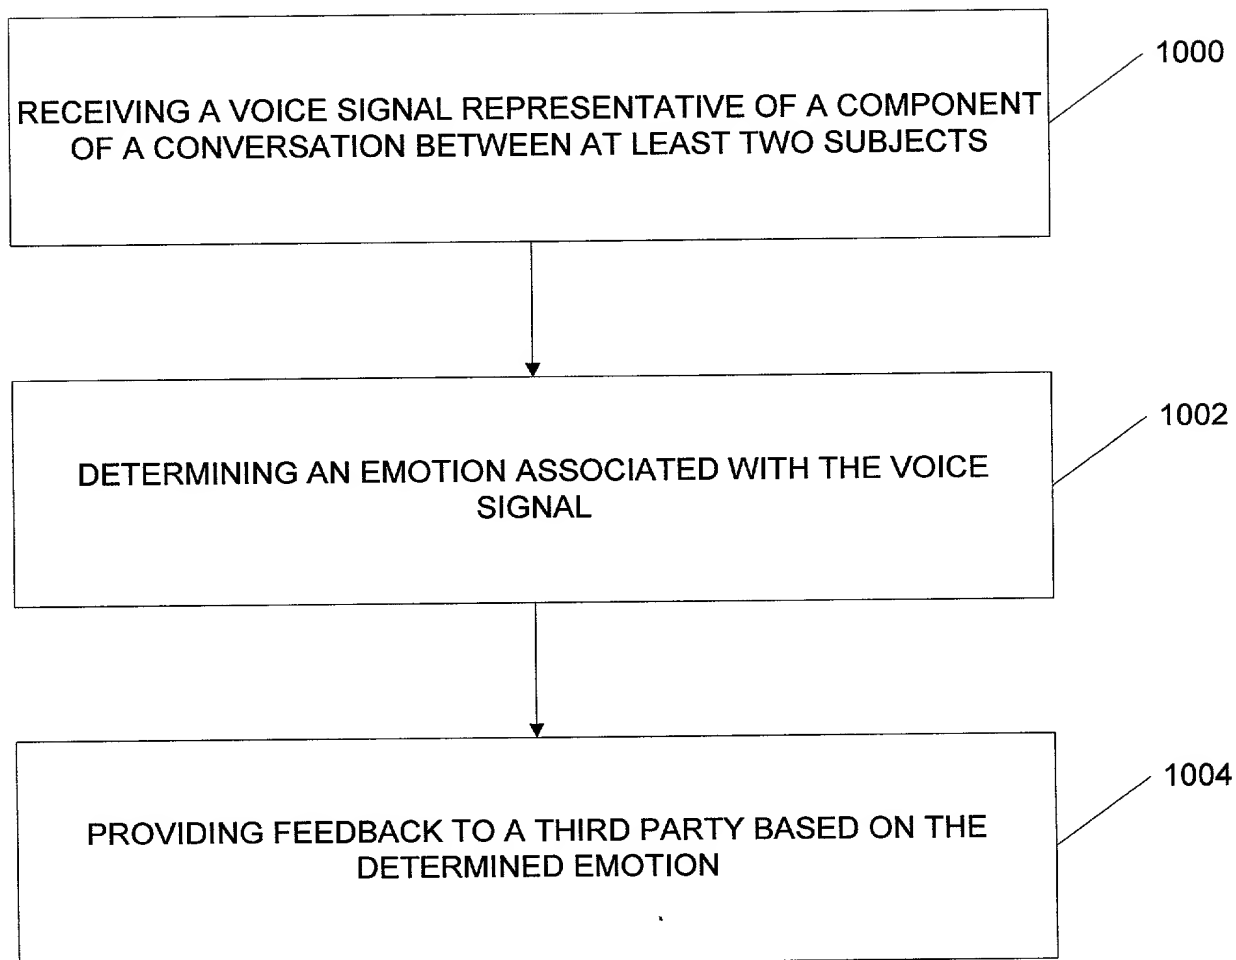 1000
RECEIVING A VOICE SIGNAL REPRESENTATIVE OF A COMPONENT
OF A CONVERSATION BETWEEN AT LEAST TWO SUBJECTS
1002
DETERMINING AN EMOTION ASSOCIATED WITH THE VOICE
SIGNAL
1004
PROVIDING FEEDBACK TO A THIRD PARTY BASED ON THE
DETERMINED EMOTION